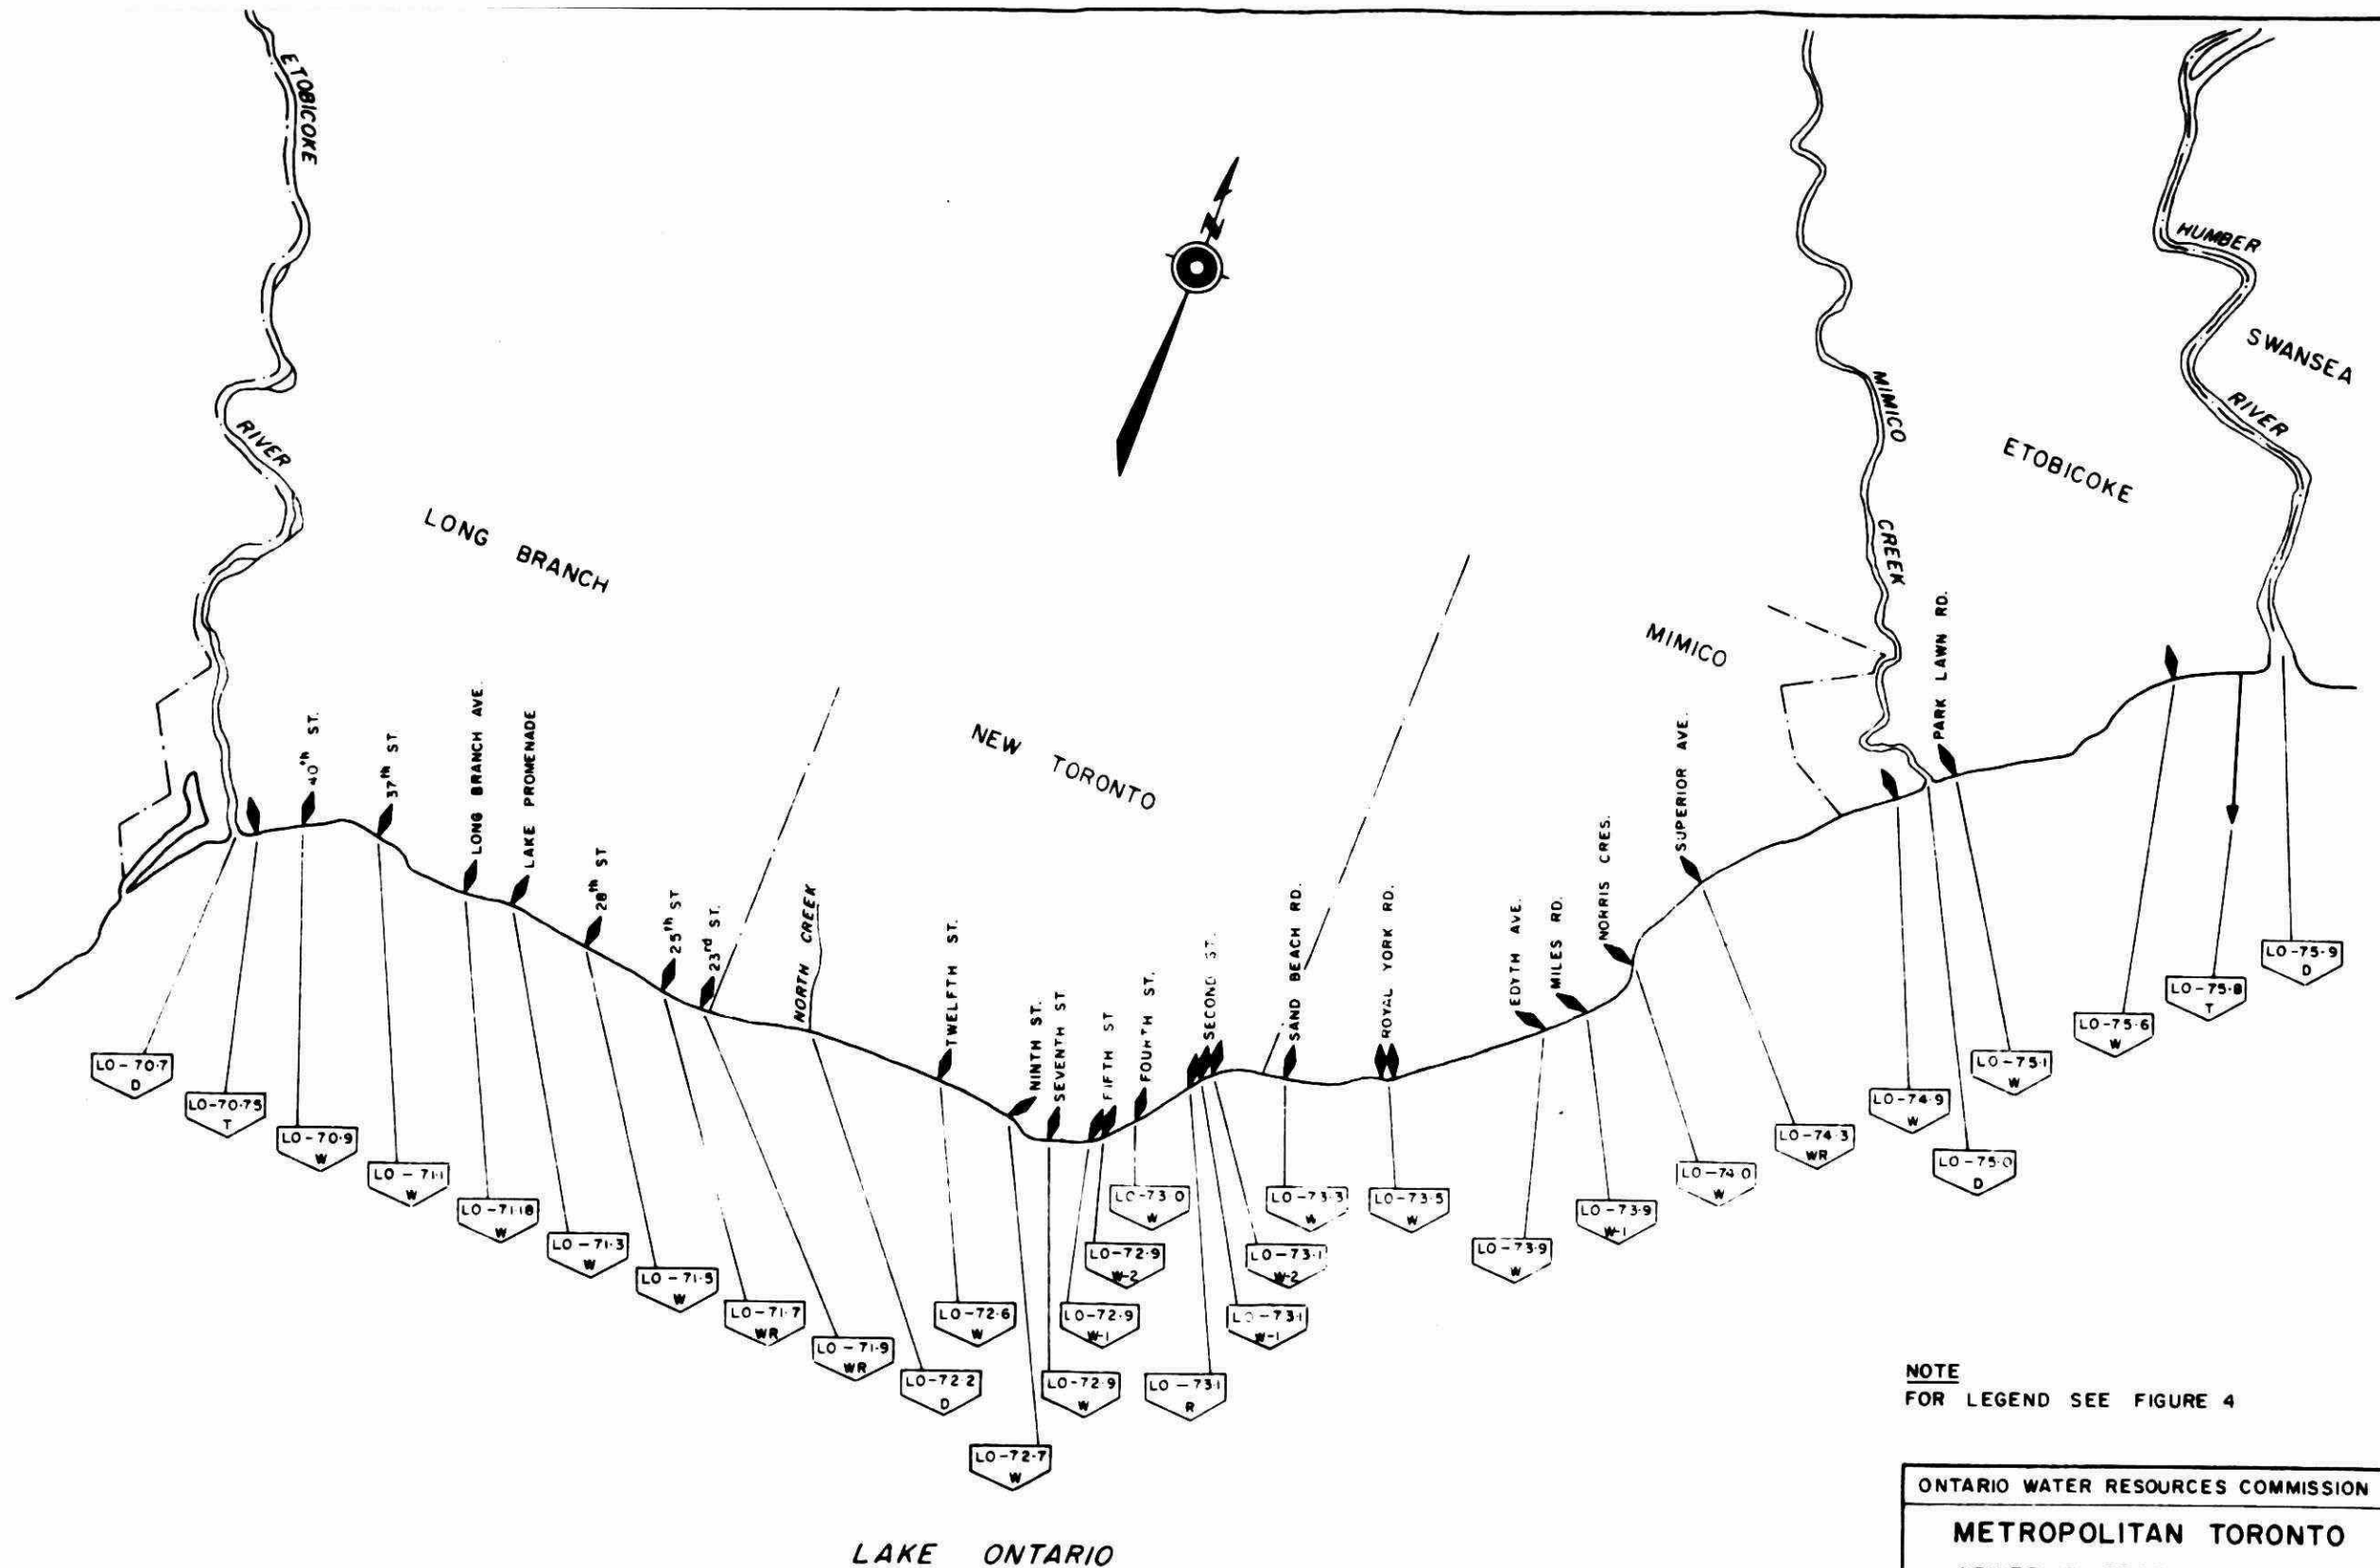 ETOBICOKE
RIVER
HUMBER
RIVER
SWANSEA
MIMICO
CREEK
ETOBICOKE
LONG BRANCH
MIMICO
NEW TORONTO
40th ST.
37th ST.
LONG BRANCH AVE.
LAKE PROMENADE
28th ST
25th ST
23rd ST.
NORTH CREEK
TWELFTH ST.
NINTH ST.
SEVENTH ST
FIFTH ST
FOURTH ST.
SECOND ST.
SAND BEACH RD.
ROYAL YORK RD.
EDYTH AVE.
MILES RD.
NORRIS CRES.
SUPERIOR AVE.
PARK LAWN RD.
LO-70·7
D
LO-70·75
T
LO-70·9
W
LO-71·1
W
LO-71·18
W
LO-71·3
W
LO-71·5
W
LO-71·7
WR
LO-71·9
WR
LO-72·2
D
LO-72·6
W
LO-72·7
W
LO-72·9
W
LO-72·9
W-1
LO-72·9
W-2
LO-73·0
W
LO-73·1
R
LO-73·1
W-1
LO-73·1
W-2
LO-73·3
W
LO-73·5
W
LO-73·9
W
LO-73·9
W-1
LO-74·0
W
LO-74·3
WR
LO-74·9
W
LO-75·0
D
LO-75·1
W
LO-75·6
W
LO-75·8
T
LO-75·9
D
N
NOTE
FOR LEGEND SEE FIGURE 4
ONTARIO WATER RESOURCES COMMISSION
METROPOLITAN TORONTO
LAKE ONTARIO